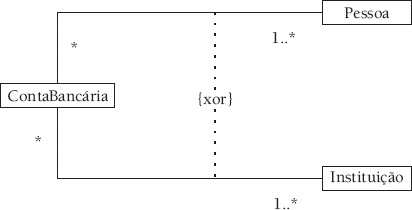 Pessoa
*
1..*
ContaBancária
{xor}
*
Instituição
1..*